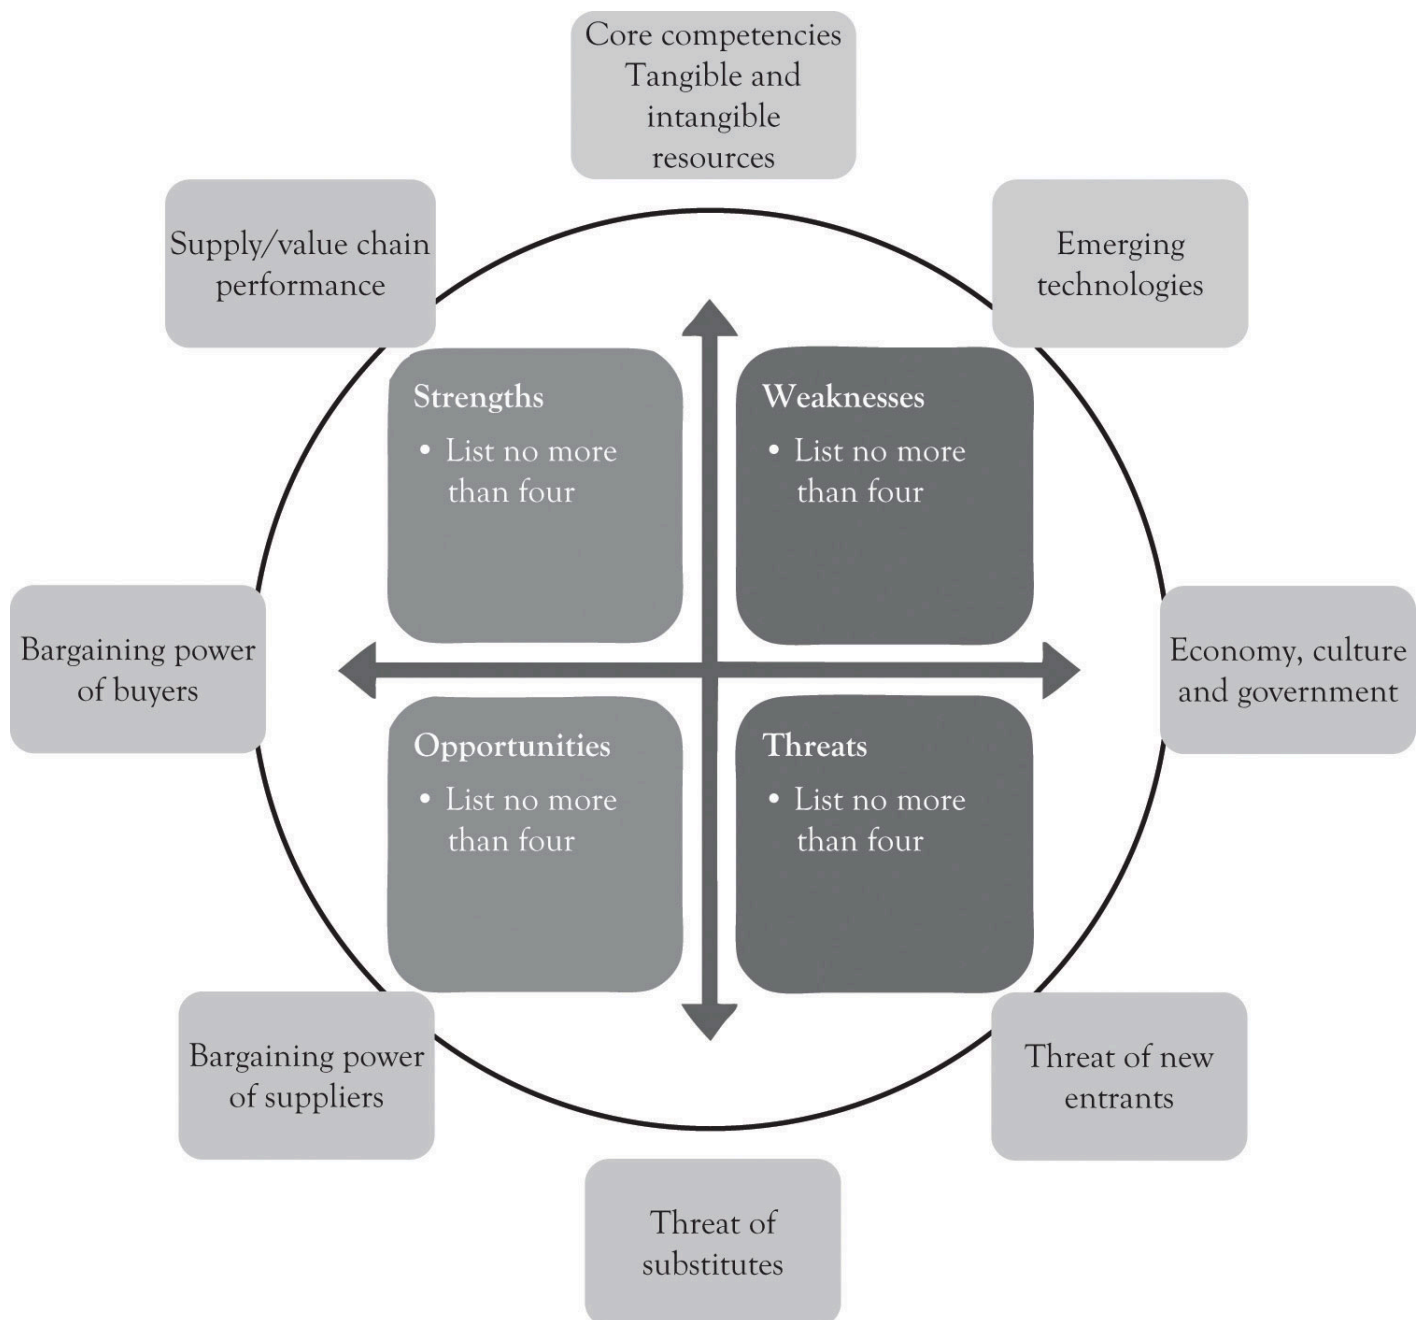 Core competencies
Tangible and
intangible
resources
Supply/value chain
performance
Emerging
technologies
Strengths
• List no more
than four
Weaknesses
• List no more
than four
Bargaining power
of buyers
Economy, culture
and government
Opportunities
• List no more
than four
Threats
• List no more
than four
Bargaining power
of suppliers
Threat of new
entrants
Threat of
substitutes